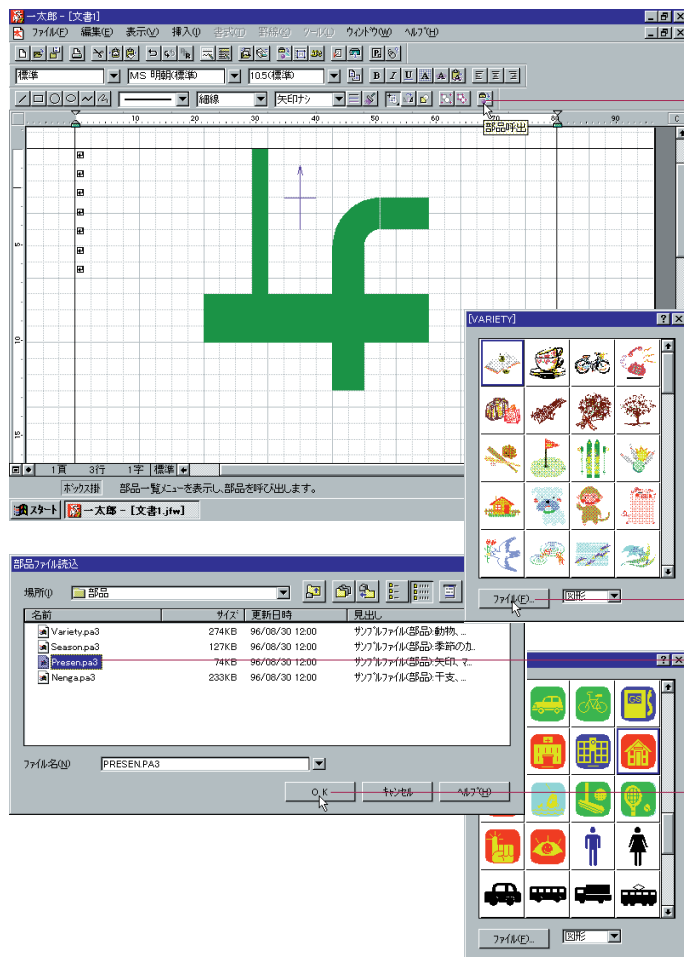 一太郎 - [文書1]
ファイル(F) 編集(E) 表示(V) 挿入(I) 書式(T) 罫線(K) ツール(L) ウィンドウ(W) ヘルプ(H)
標準 MS 明朝(標準) 10.5(標準) B I U A A
細線 矢印ナシ
部品呼出
10 20 30 40 50 60 70 80 90 C
5
10
15
1頁 3行 1字 標準
ボックス掛 部品一覧メニューを表示し、部品を呼び出します。
スタート 一太郎 - [文書1.jfw]
[VARIETY]
ファイル(F)... 図形
部品ファイル読込
場所(I) 部品
名前 サイズ 更新日時 見出し
Variety.pa3 274KB 96/08/30 12:00 サンプルファイル(部品):動物、...
Season.pa3 127KB 96/08/30 12:00 サンプルファイル(部品):季節のカ..
Presen.pa3 74KB 96/08/30 12:00 サンプルファイル(部品):矢印、マ..
Nenga.pa3 233KB 96/08/30 12:00 サンプルファイル(部品):干支、...
ファイル名(N) PRESEN.PA3
OK キャンセル ヘルプ(H)
GS
ファイル(F)... 図形